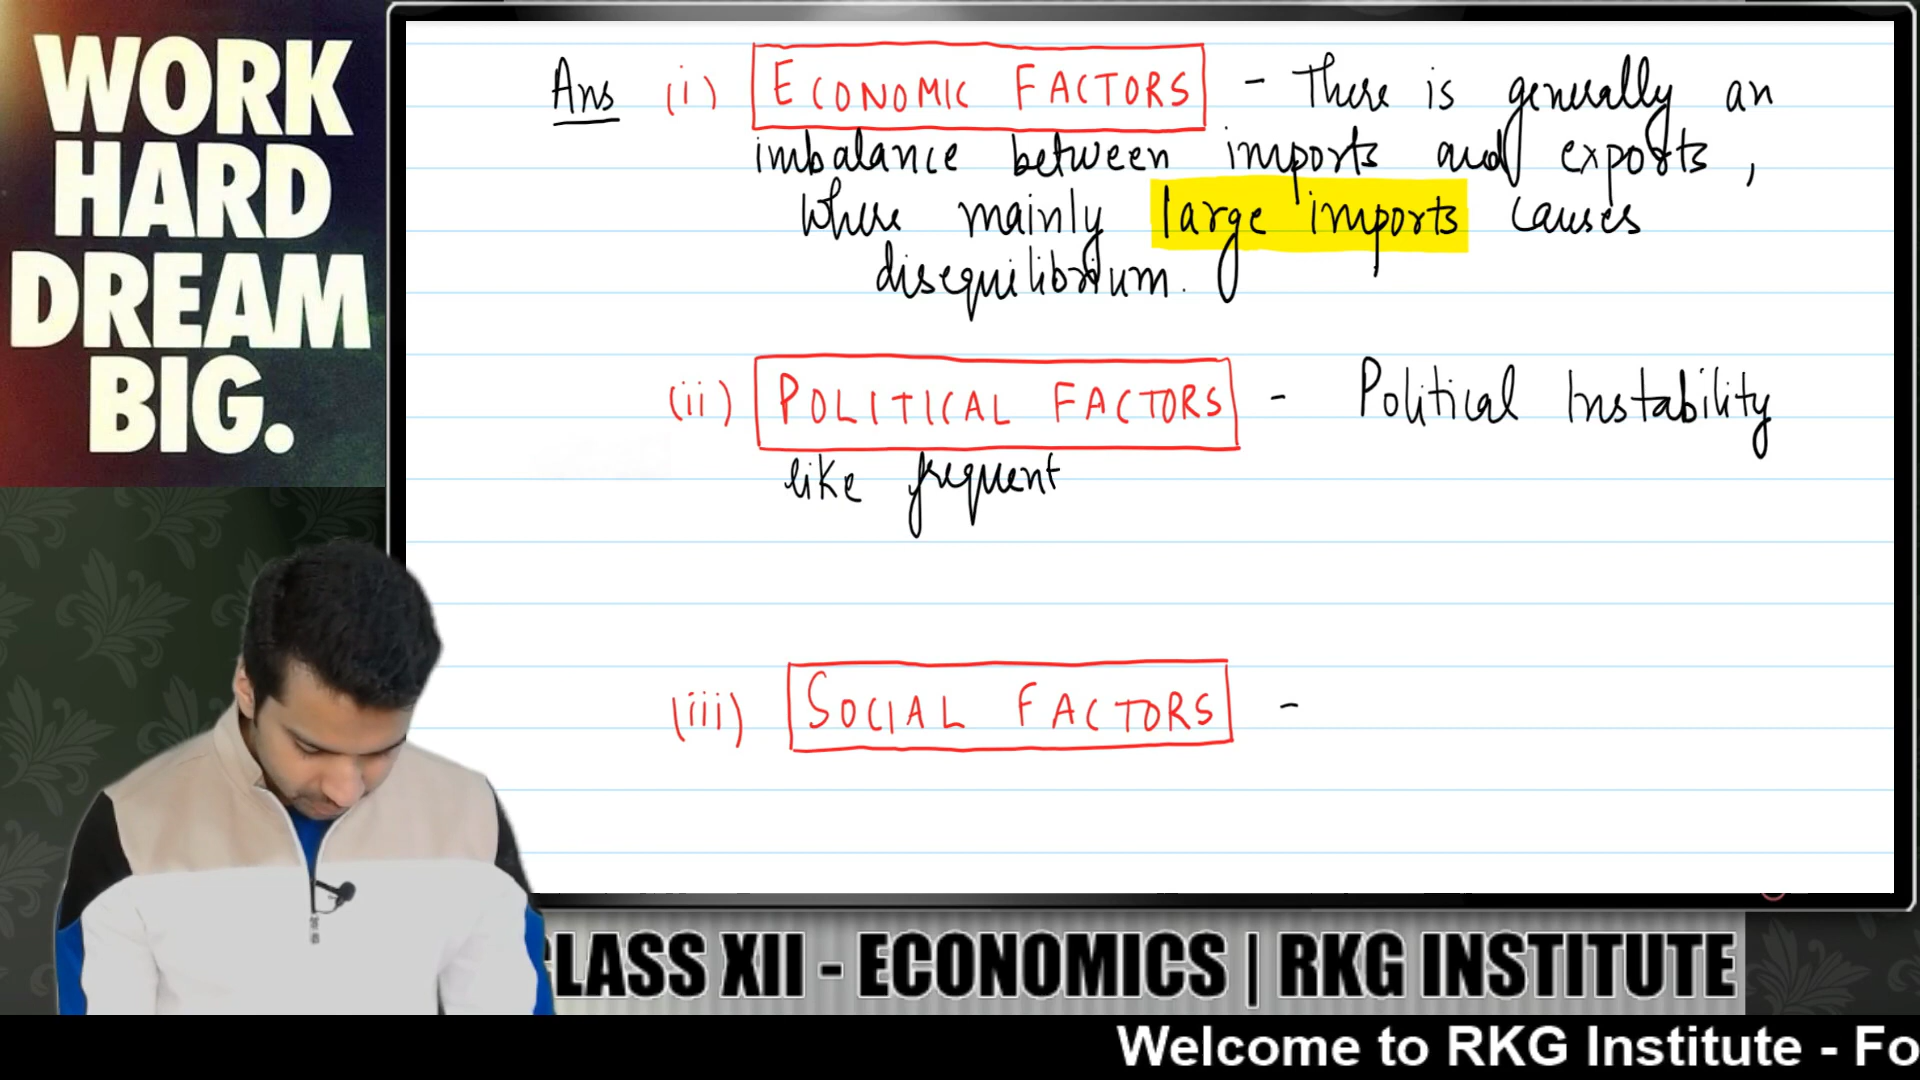 WORK
HARD
DREAM
BIG.
Ans (i) ECONOMIC FACTORS - There is generally an
imbalance between imports and exports,
where mainly large imports causes
disequilibrium.
(ii) POLITICAL FACTORS - Political Instability
like frequent
(iii) SOCIAL FACTORS -
CLASS XII - ECONOMICS | RKG INSTITUTE
Welcome to RKG Institute - Fo